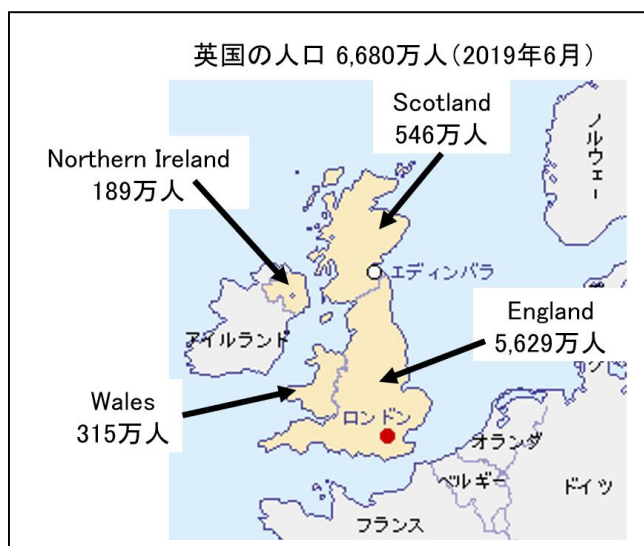 英国の人口 6,680万人（2019年6月）
Scotland
546万人
ノルウェー
Northern Ireland
189万人
エディンバラ
England
5,629万人
アイルランド
Wales
315万人
ロンドン
オランダ
ベルギー
ドイツ
フランス